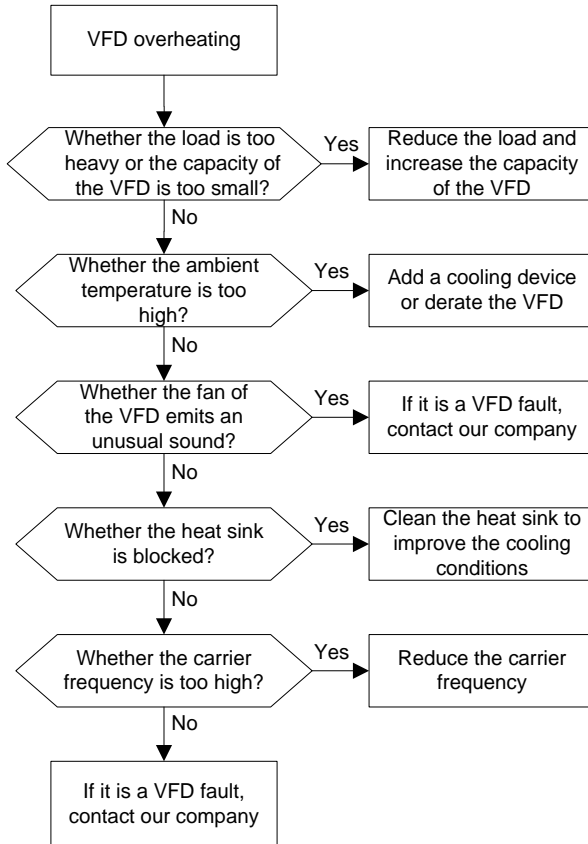 VFD overheating
Whether the load is too
heavy or the capacity of
the VFD is too small?
Yes
Reduce the load and
increase the capacity
of the VFD
No
Whether the ambient
temperature is too
high?
Yes
Add a cooling device
or derate the VFD
No
Whether the fan of
the VFD emits an
unusual sound?
Yes
If it is a VFD fault,
contact our company
No
Whether the heat sink
is blocked?
Yes
Clean the heat sink to
improve the cooling
conditions
No
Whether the carrier
frequency is too high?
Yes
Reduce the carrier
frequency
No
If it is a VFD fault,
contact our company